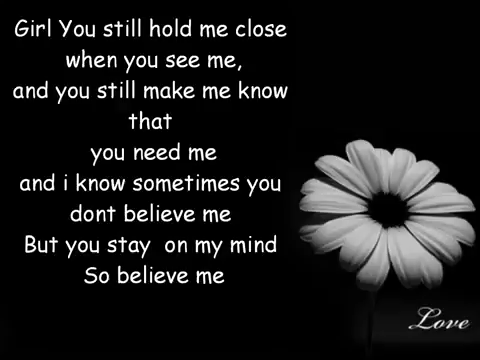 Girl You still hold me close
when you see me,
and you still make me know
that
you need me
and i know sometimes you
dont believe me
But you stay  on my mind
So believe me
Love